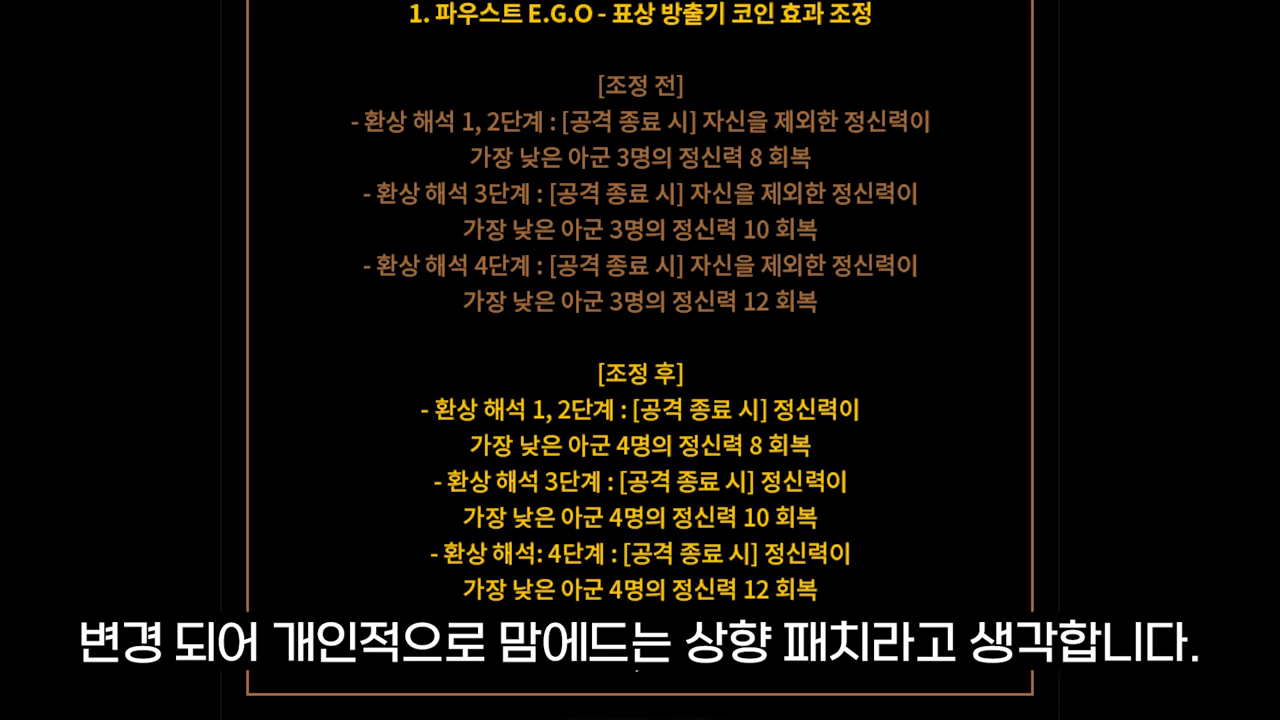 1. 파우스트 E.G.O - 표상 방출기 코인 효과 조정
[조정 전]
- 환상 해석 1, 2단계 : [공격 종료 시] 자신을 제외한 정신력이
가장 낮은 아군 3명의 정신력 8 회복
- 환상 해석 3단계 : [공격 종료 시] 자신을 제외한 정신력이
가장 낮은 아군 3명의 정신력 10 회복
- 환상 해석 4단계 : [공격 종료 시] 자신을 제외한 정신력이
가장 낮은 아군 3명의 정신력 12 회복
[조정 후]
- 환상 해석 1, 2단계 : [공격 종료 시] 정신력이
가장 낮은 아군 4명의 정신력 8 회복
- 환상 해석 3단계 : [공격 종료 시] 정신력이
가장 낮은 아군 4명의 정신력 10 회복
- 환상 해석: 4단계 : [공격 종료 시] 정신력이
가장 낮은 아군 4명의 정신력 12 회복
변경 되어 개인적으로 맘에드는 상향 패치라고 생각합니다.